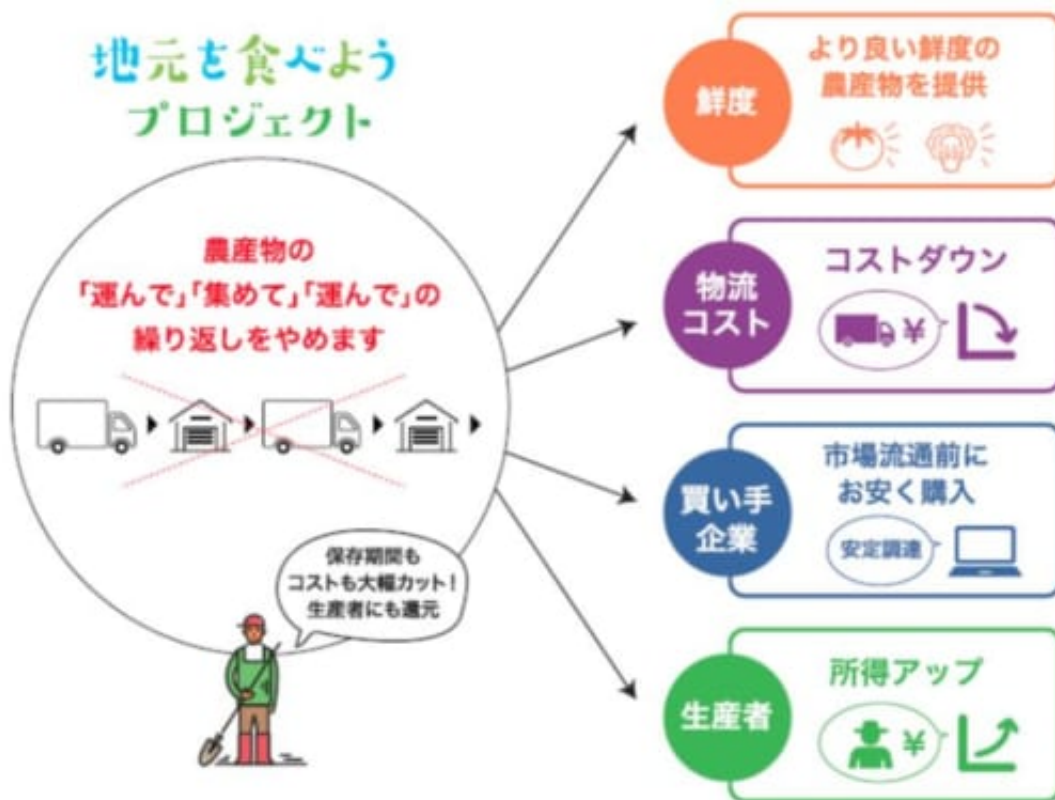 地元を食べよう
プロジェクト
農産物の
「運んで」「集めて」「運んで」の
繰り返しをやめます
保存期間も
コストも大幅カット!
生産者にも還元
鮮度
より良い鮮度の
農産物を提供
物流
コスト
コストダウン
¥
買い手
企業
市場流通前に
お安く購入
安定調達
生産者
所得アップ
¥